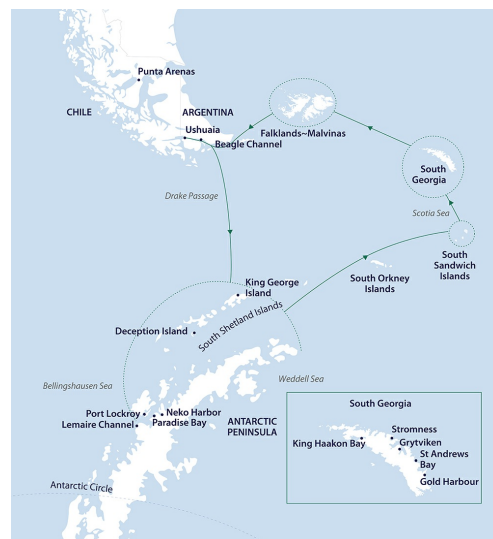 Punta Arenas
CHILE
ARGENTINA
Ushuaia
Beagle Channel
Falklands~Malvinas
South
Georgia
Drake Passage
Scotia Sea
South
Sandwich
Islands
King George
Island
South Orkney
Islands
South Shetland Islands
Deception Island
Weddell Sea
Bellingshausen Sea
Port Lockroy
Neko Harbor
Lemaire Channel
Paradise Bay
ANTARCTIC
PENINSULA
Antarctic Circle
South Georgia
Stromness
King Haakon Bay
Grytviken
St Andrews
Bay
Gold Harbour